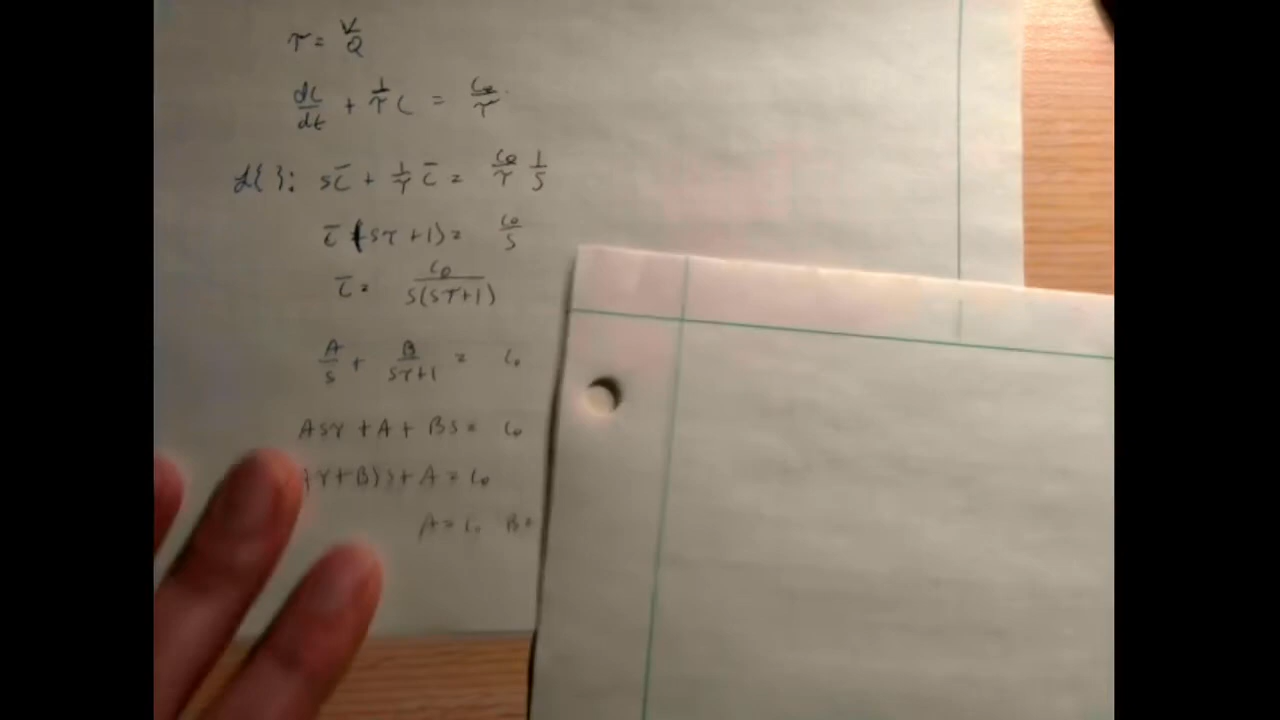 τ = V/Q
dc/dt + 1/τ c = c₀/τ
ℒ{ }: sc̄ + 1/τ c̄ = c₀/τ 1/s
c̄ (sτ + 1) = c₀/s
c̄ = c₀/s(sτ+1)
A/s + B/sτ+1 = c₀
Asτ + A + Bs = c₀
τ+B)s + A = c₀
A = c₀ B+